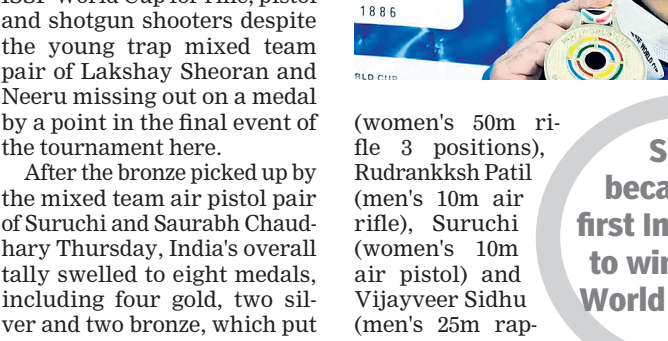 ISSF World Cup for rifle, pistol
and shotgun shooters despite
the young trap mixed team
pair of Lakshay Sheoran and
Neeru missing out on a medal
by a point in the final event of
the tournament here.
After the bronze picked up by
the mixed team air pistol pair
of Suruchi and Saurabh Chaud-
hary Thursday, India's overall
tally swelled to eight medals,
including four gold, two sil-
ver and two bronze, which put
1886
RLD CUP
(women's 50m ri-
fle 3 positions),
Rudrankksh Patil
(men's 10m air
rifle), Suruchi
(women's 10m
air pistol) and
Vijayveer Sidhu
(men's 25m rap-
S
beca
first In
to win
World